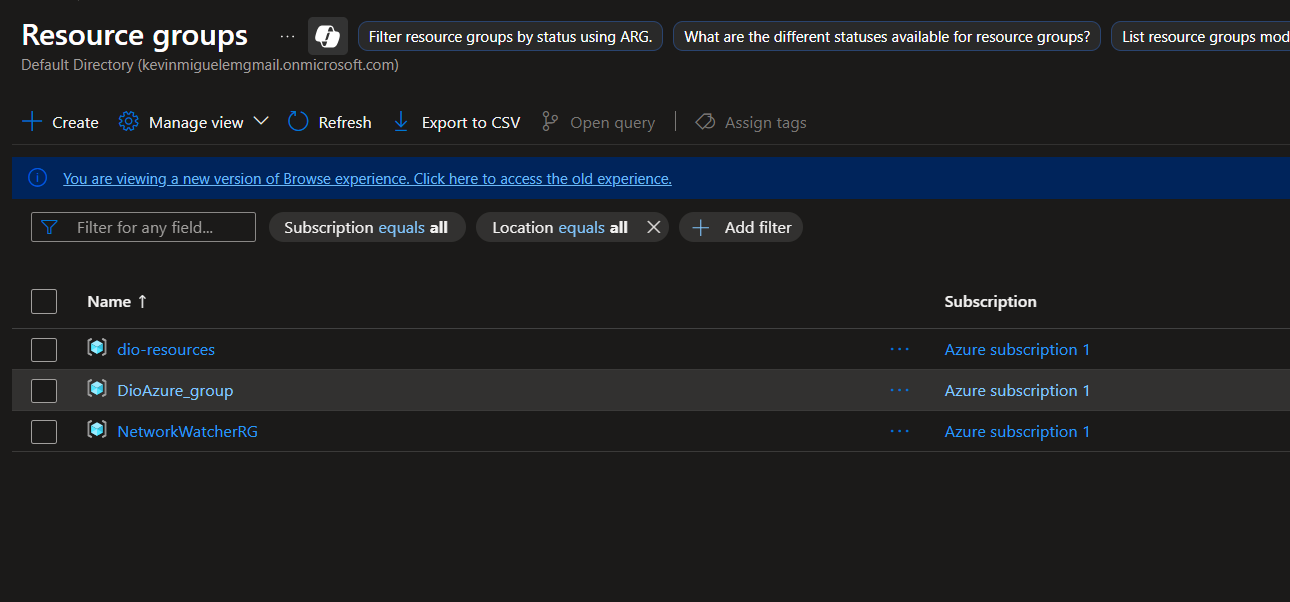 Resource groups ... Filter resource groups by status using ARG. What are the different statuses available for resource groups? List resource groups mod
Default Directory (kevinmiguelemgmail.onmicrosoft.com)
Create Manage view Refresh Export to CSV Open query Assign tags
You are viewing a new version of Browse experience. Click here to access the old experience.
Filter for any field... Subscription equals all Location equals all Add filter
Name ↑ Subscription
dio-resources ... Azure subscription 1
DioAzure_group ... Azure subscription 1
NetworkWatcherRG ... Azure subscription 1